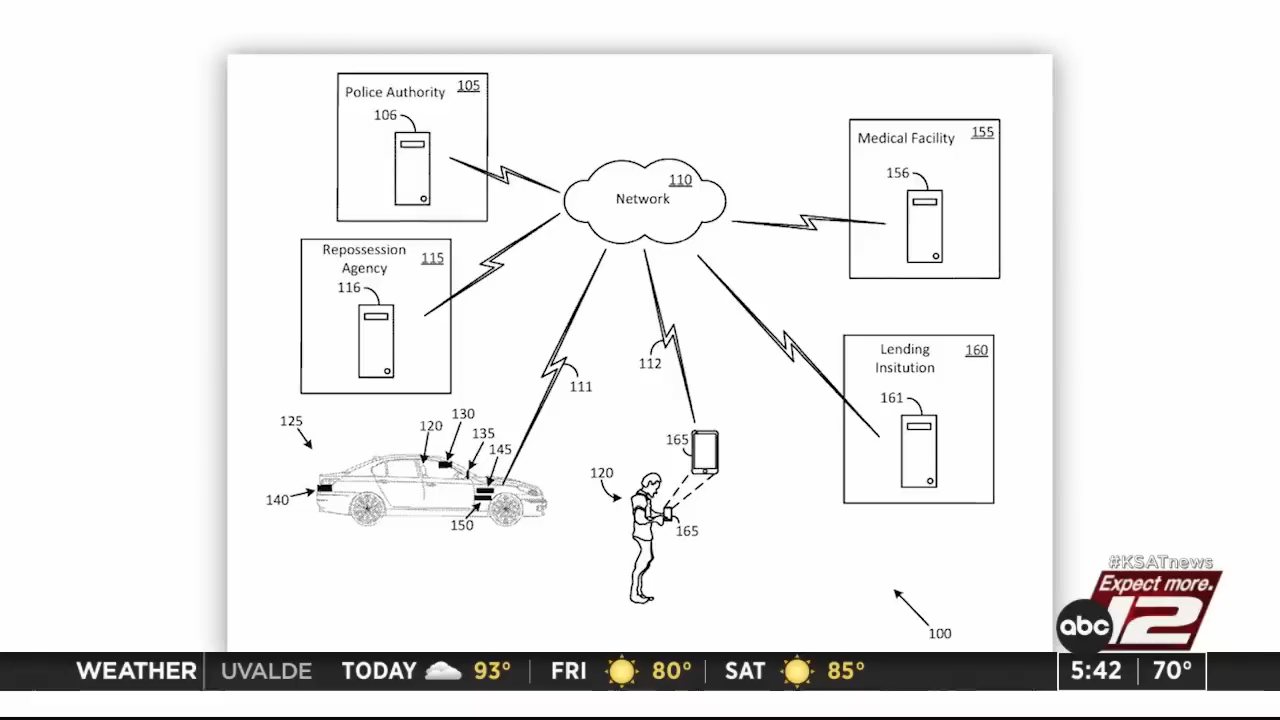 Police Authority 105
106
Repossession
Agency 115
116
110
Network
111
112
Medical Facility 155
156
Lending 160
Insitution
161
125
120
130
135
145
140
150
165
120
165
100
#KSATnews
Expect more.
abc 12
WEATHER UVALDE TODAY 93° FRI 80° SAT 85° 5:42 70°